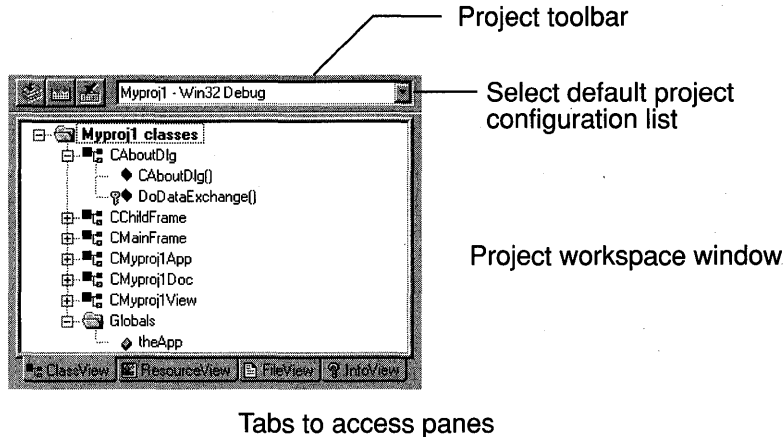 Project toolbar
Myproj1 - Win32 Debug
Select default project
configuration list
Myproj1 classes
CAboutDlg
CAboutDlg()
DoDataExchange()
CChildFrame
CMainFrame
CMyproj1App
CMyproj1Doc
CMyproj1View
Globals
theApp
Project workspace window
ClassView ResourceView FileView InfoView
Tabs to access panes